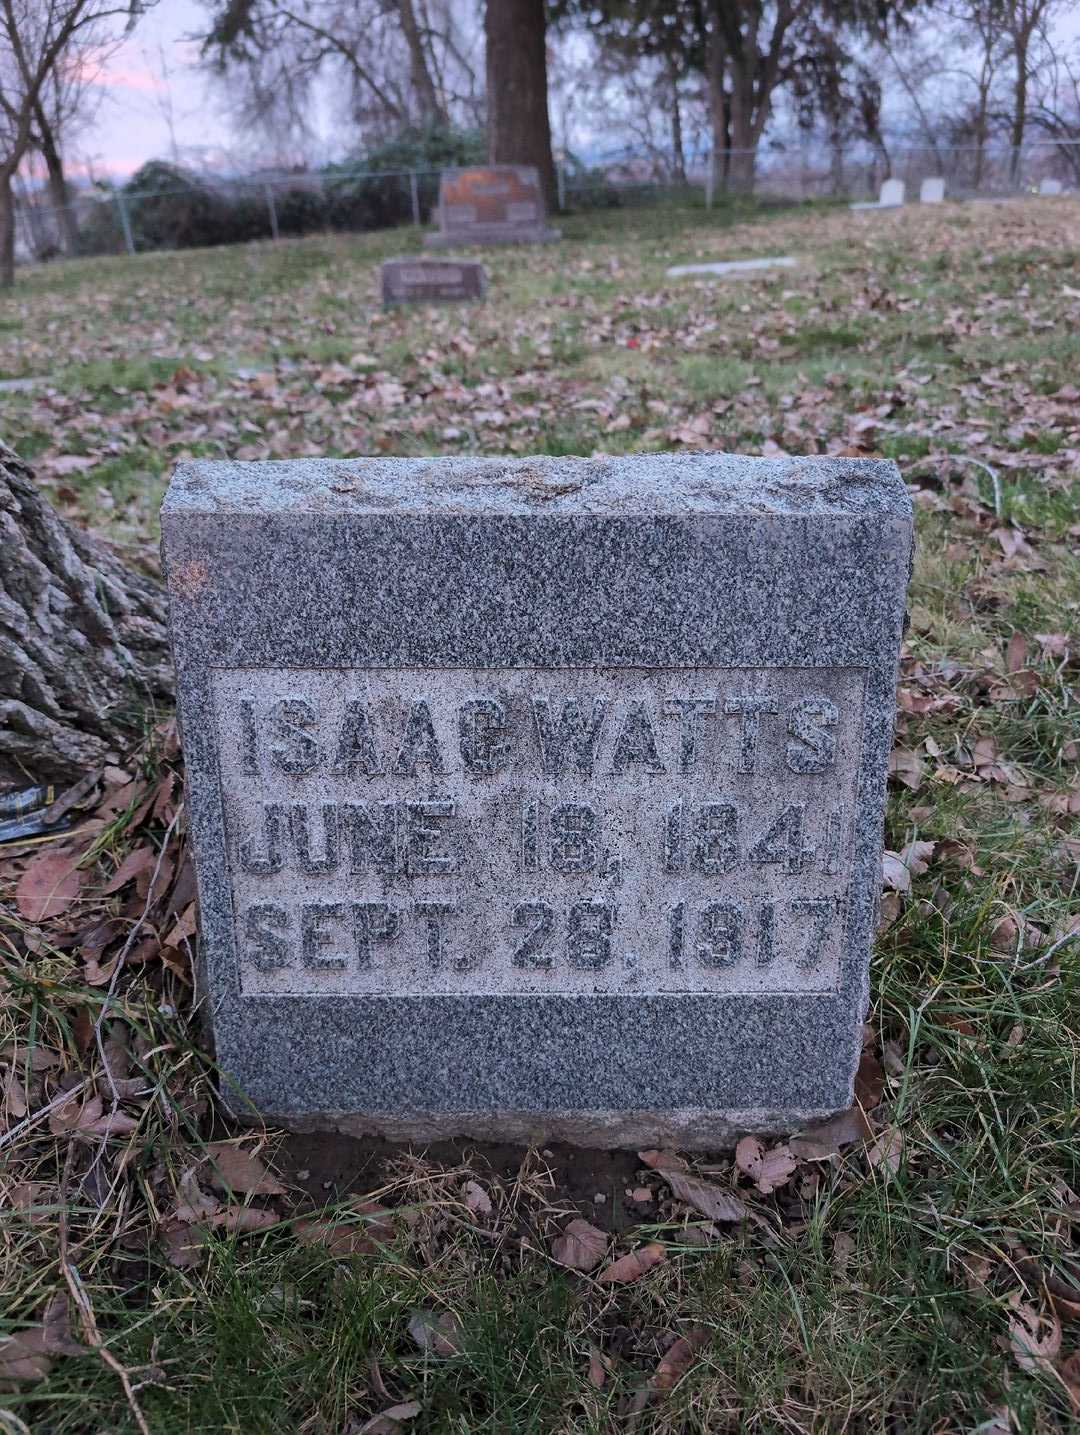 ISAAC WATTS
JUNE 18, 1841
SEPT. 28, 1917